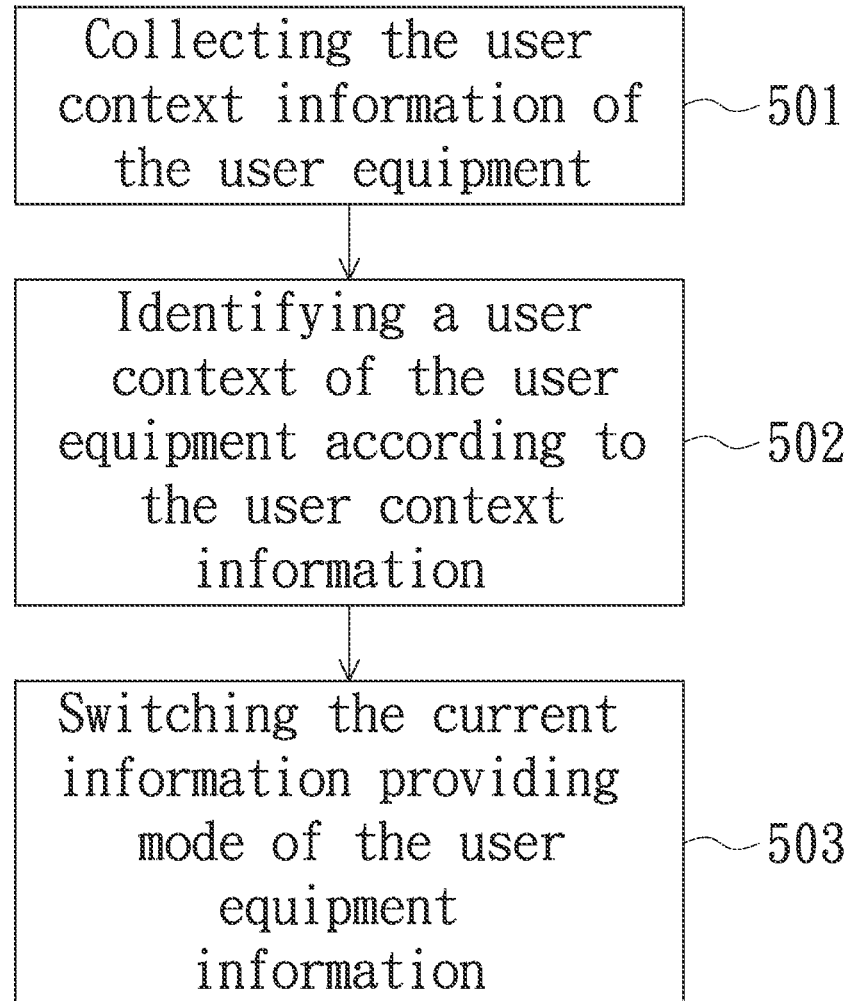 Collecting the user
context information of
the user equipment
501
Identifying a user
context of the user
equipment according to
the user context
information
502
Switching the current
information providing
mode of the user
equipment
information
503